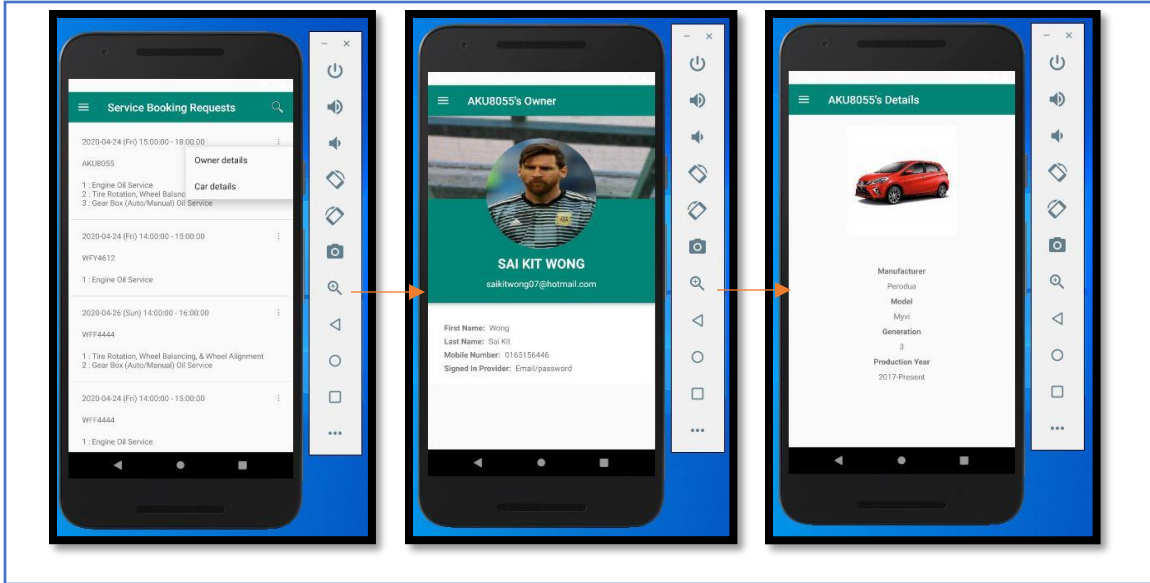 Service Booking Requests
2020-04-24 (Fri) 15:00:00 - 18:00:00
AKU8055
Owner details
Car details
1 : Engine Oil Service
2 : Tire Rotation, Wheel Balanc
3 : Gear Box (Auto/Manual) Oil Service
2020-04-24 (Fri) 14:00:00 - 15:00:00
WFY4612
1 : Engine Oil Service
2020-04-26 (Sun) 14:00:00 - 16:00:00
WFF4444
1 : Tire Rotation, Wheel Balancing, & Wheel Alignment
2 : Gear Box (Auto/Manual) Oil Service
2020-04-24 (Fri) 14:00:00 - 15:00:00
WFF4444
1 : Engine Oil Service
AKU8055's Owner
SAI KIT WONG
saikitwong07@hotmail.com
First Name: Wong
Last Name: Sai Kit
Mobile Number: 0165156446
Signed In Provider: Email/password
AKU8055's Details
Manufacturer
Perodua
Model
Myvi
Generation
3
Production Year
2017-Present